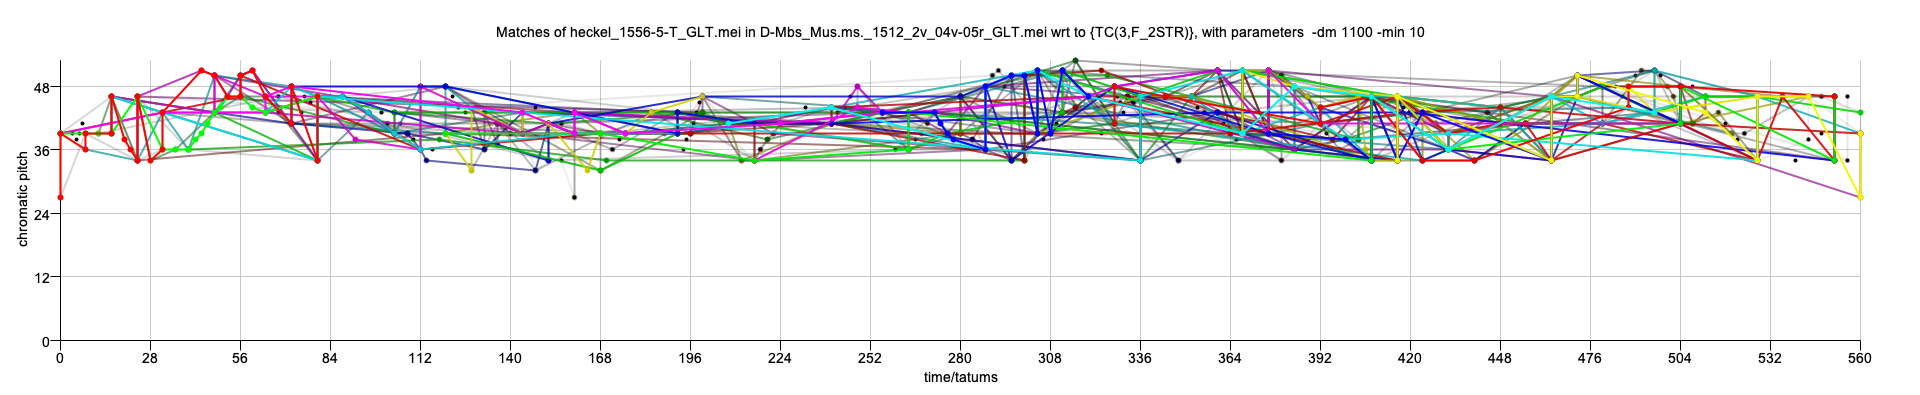 Matches of heckel_1556-5-T_GLT.mei in D-Mbs_Mus.ms._1512_2v_04v-05r_GLT.mei wrt to {TC(3,F_2STR)}, with parameters  -dm 1100 -min 10
chromatic pitch
48
36
24
12
0
0 28 56 84 112 140 168 196 224 252 280 308 336 364 392 420 448 476 504 532 560
time/tatums